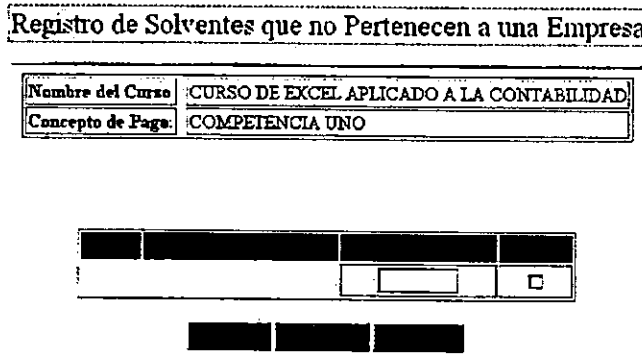 Registro de Solventes que no Pertenecen a una Empresa
Nombre del Curso CURSO DE EXCEL APLICADO A LA CONTABILIDAD
Concepto de Pago: COMPETENCIA UNO